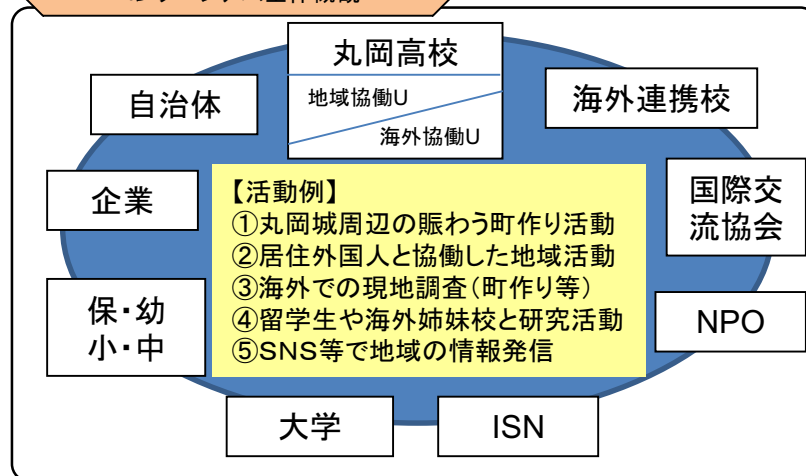 丸岡高校
地域協働U
海外協働U
自治体
海外連携校
企業
国際交
流協会
【活動例】
①丸岡城周辺の賑わう町作り活動
②居住外国人と協働した地域活動
③海外での現地調査(町作り等)
④留学生や海外姉妹校と研究活動
⑤SNS等で地域の情報発信
保・幼
小・中
NPO
大学
ISN